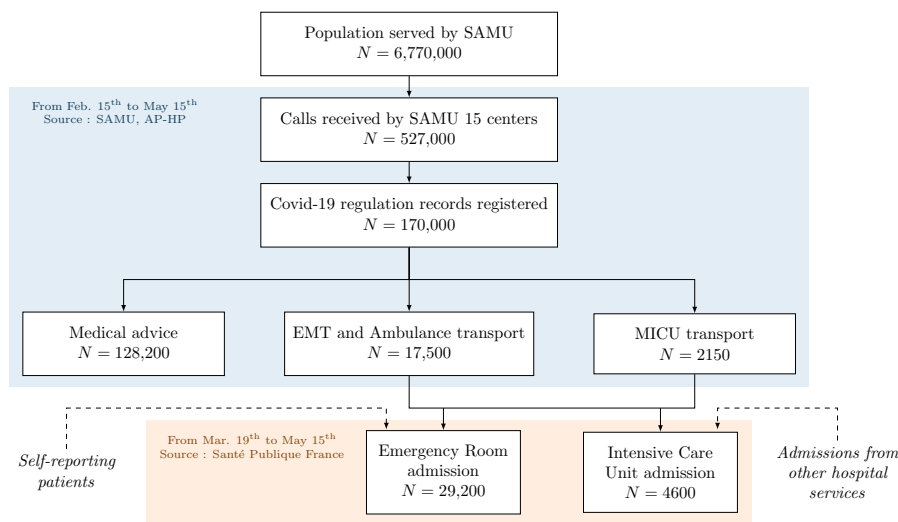 Population served by SAMU
N = 6,770,000
From Feb. 15th to May 15th
Source : SAMU, AP-HP
Calls received by SAMU 15 centers
N = 527,000
Covid-19 regulation records registered
N = 170,000
Medical advice
N = 128,200
EMT and Ambulance transport
N = 17,500
MICU transport
N = 2150
Self-reporting
patients
From Mar. 19th to May 15th
Source : Santé Publique France
Emergency Room
admission
N = 29,200
Intensive Care
Unit admission
N = 4600
Admissions from
other hospital
services